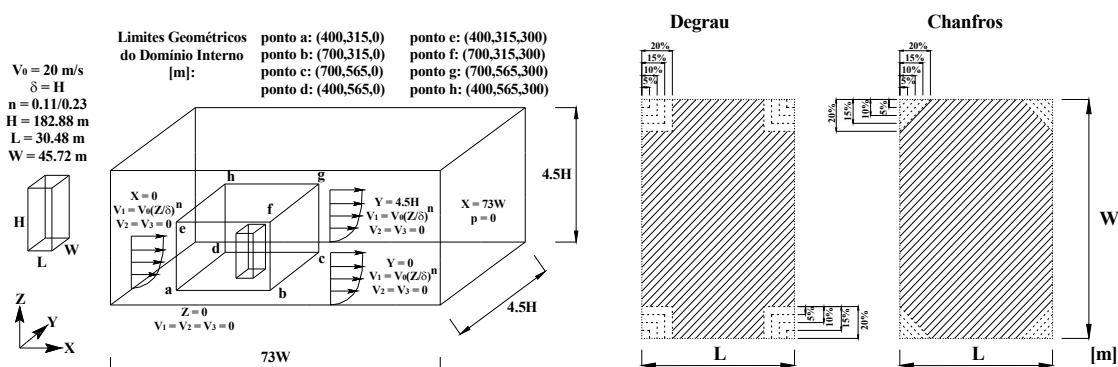 Limites Geométricos
do Domínio Interno
[m]:
ponto a: (400,315,0)
ponto b: (700,315,0)
ponto c: (700,565,0)
ponto d: (400,565,0)
ponto e: (400,315,300)
ponto f: (700,315,300)
ponto g: (700,565,300)
ponto h: (400,565,300)
V0 = 20 m/s
δ = H
n = 0.11/0.23
H = 182.88 m
L = 30.48 m
W = 45.72 m
H
W
L
Z
Y
X
h
g
e
f
d
c
a
b
X = 0
V1 = V0(Z/δ)^n
V2 = V3 = 0
Y = 4.5H
V1 = V0(Z/δ)^n
V2 = V3 = 0
X = 73W
p = 0
Y = 0
V1 = V0(Z/δ)^n
V2 = V3 = 0
Z = 0
V1 = V2 = V3 = 0
4.5H
4.5H
73W
Degrau
20%
15%
10%
5%
5%
10%
15%
20%
L
Chanfros
20%
15%
10%
5%
20%
15%
10%
5%
W
L
[m]